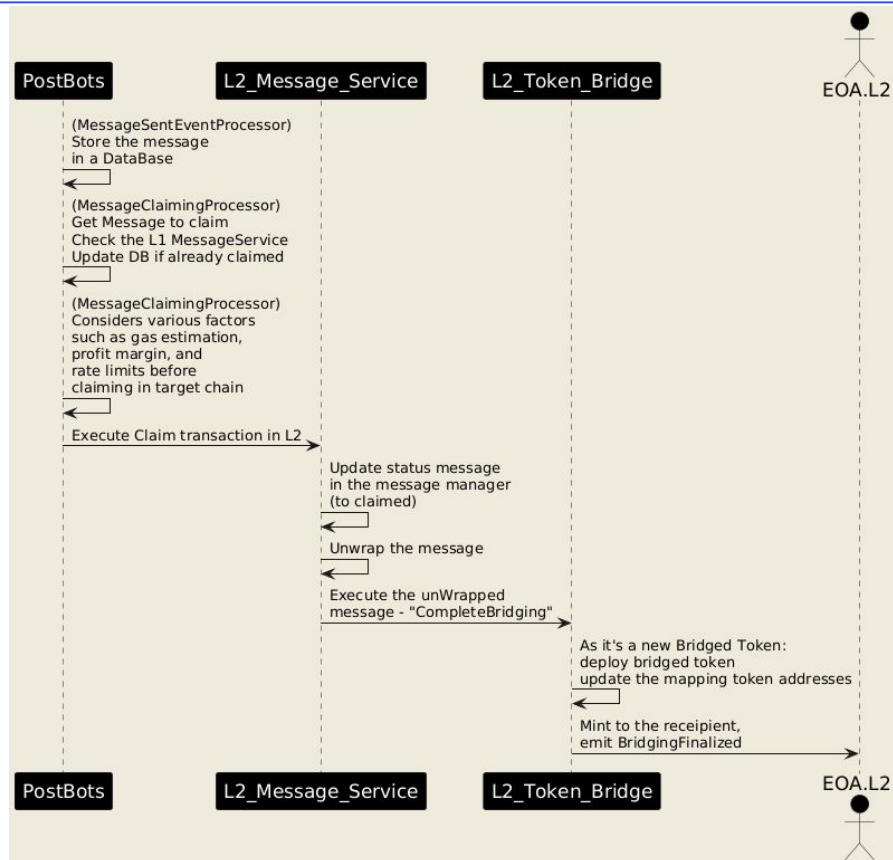 EOA.L2
PostBots
L2_Message_Service
L2_Token_Bridge
(MessageSentEventProcessor)
Store the message
in a DataBase
(MessageClaimingProcessor)
Get Message to claim
Check the L1 MessageService
Update DB if already claimed
(MessageClaimingProcessor)
Considers various factors
such as gas estimation,
profit margin, and
rate limits before
claiming in target chain
Execute Claim transaction in L2
Update status message
in the message manager
(to claimed)
Unwrap the message
Execute the unWrapped
message - "CompleteBridging"
As it's a new Bridged Token:
deploy bridged token
update the mapping token addresses
Mint to the receipient,
emit BridgingFinalized
PostBots
L2_Message_Service
L2_Token_Bridge
EOA.L2